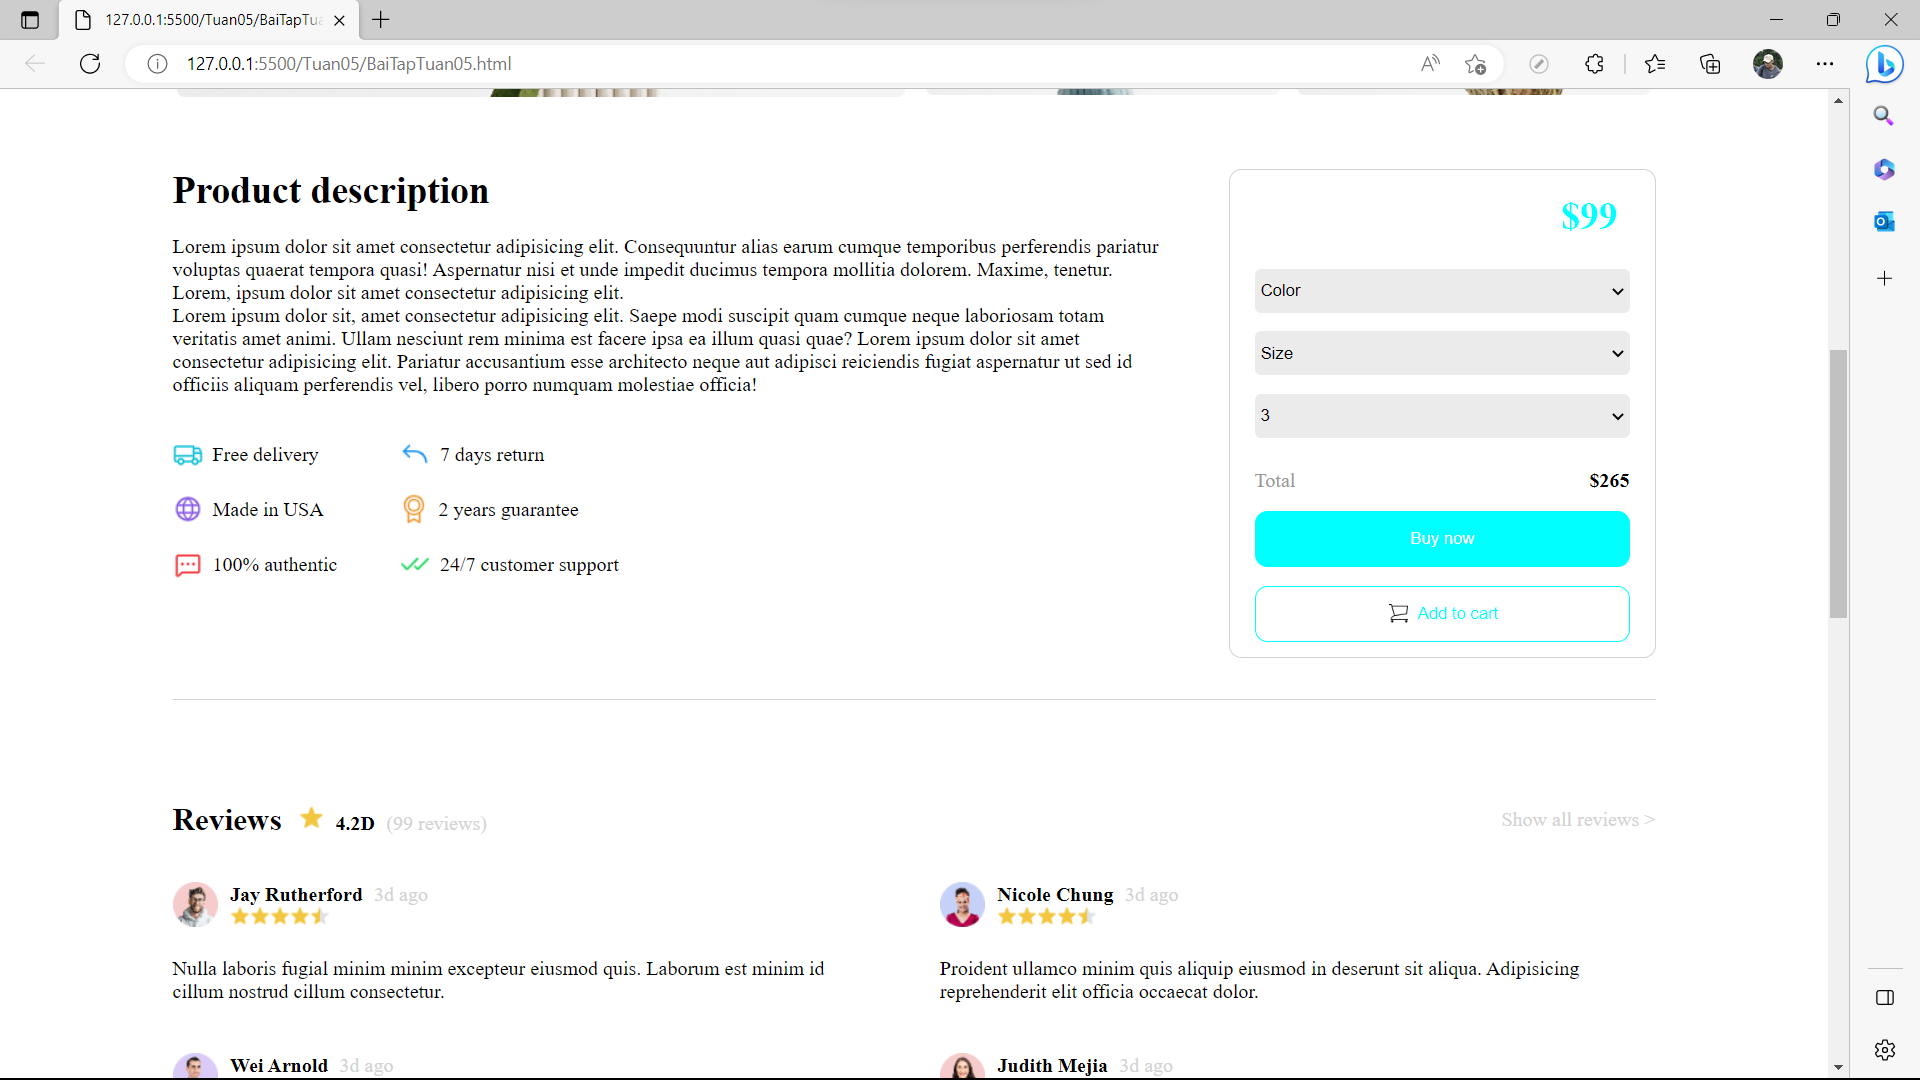 127.0.0.1:5500/Tuan05/BaiTapTua
127.0.0.1:5500/Tuan05/BaiTapTuan05.html
Product description
Lorem ipsum dolor sit amet consectetur adipisicing elit. Consequuntur alias earum cumque temporibus perferendis pariatur
voluptas quaerat tempora quasi! Aspernatur nisi et unde impedit ducimus tempora mollitia dolorem. Maxime, tenetur.
Lorem, ipsum dolor sit amet consectetur adipisicing elit.
Lorem ipsum dolor sit, amet consectetur adipisicing elit. Saepe modi suscipit quam cumque neque laboriosam totam
veritatis amet animi. Ullam nesciunt rem minima est facere ipsa ea illum quasi quae? Lorem ipsum dolor sit amet
consectetur adipisicing elit. Pariatur accusantium esse architecto neque aut adipisci reiciendis fugiat aspernatur ut sed id
officiis aliquam perferendis vel, libero porro numquam molestiae officia!
Free delivery
7 days return
Made in USA
2 years guarantee
100% authentic
24/7 customer support
$99
Color
Size
3
Total $265
Buy now
Add to cart
Reviews 4.2D (99 reviews)
Show all reviews >
Jay Rutherford 3d ago
Nulla laboris fugial minim minim excepteur eiusmod quis. Laborum est minim id
cillum nostrud cillum consectetur.
Nicole Chung 3d ago
Proident ullamco minim quis aliquip eiusmod in deserunt sit aliqua. Adipisicing
reprehenderit elit officia occaecat dolor.
Wei Arnold 3d ago
Judith Mejia 3d ago